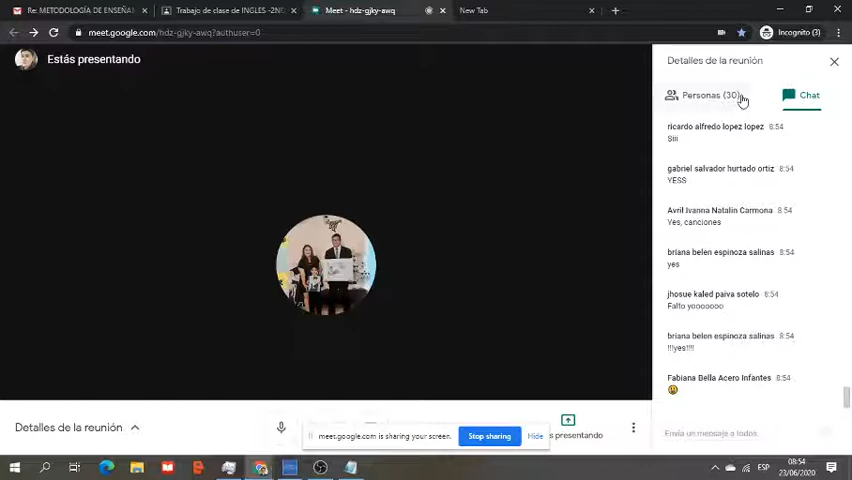 Re: METODOLOGÍA DE ENSEÑAN
Trabajo de clase de INGLES -2ND
Meet - hdz-gjky-awq
New Tab
meet.google.com/hdz-gjky-awq?authuser=0
Incognito (3)
Estás presentando
Detalles de la reunión
Personas (30)
Chat
ricardo alfredo lopez lopez 8:54
Siii
gabriel salvador hurtado ortiz 8:54
YESS
Avril Ivanna Natalin Carmona 8:54
Yes, canciones
briana belen espinoza salinas 8:54
yes
jhosue kaled paiva sotelo 8:54
Falto yooooooo
briana belen espinoza salinas 8:54
!!!yes!!!!
Fabiana Bella Acero Infantes 8:54
Envía un mensaje a todos.
Detalles de la reunión
meet.google.com is sharing your screen.
Stop sharing
Hide
s presentando
ESP
08:54
23/06/2020